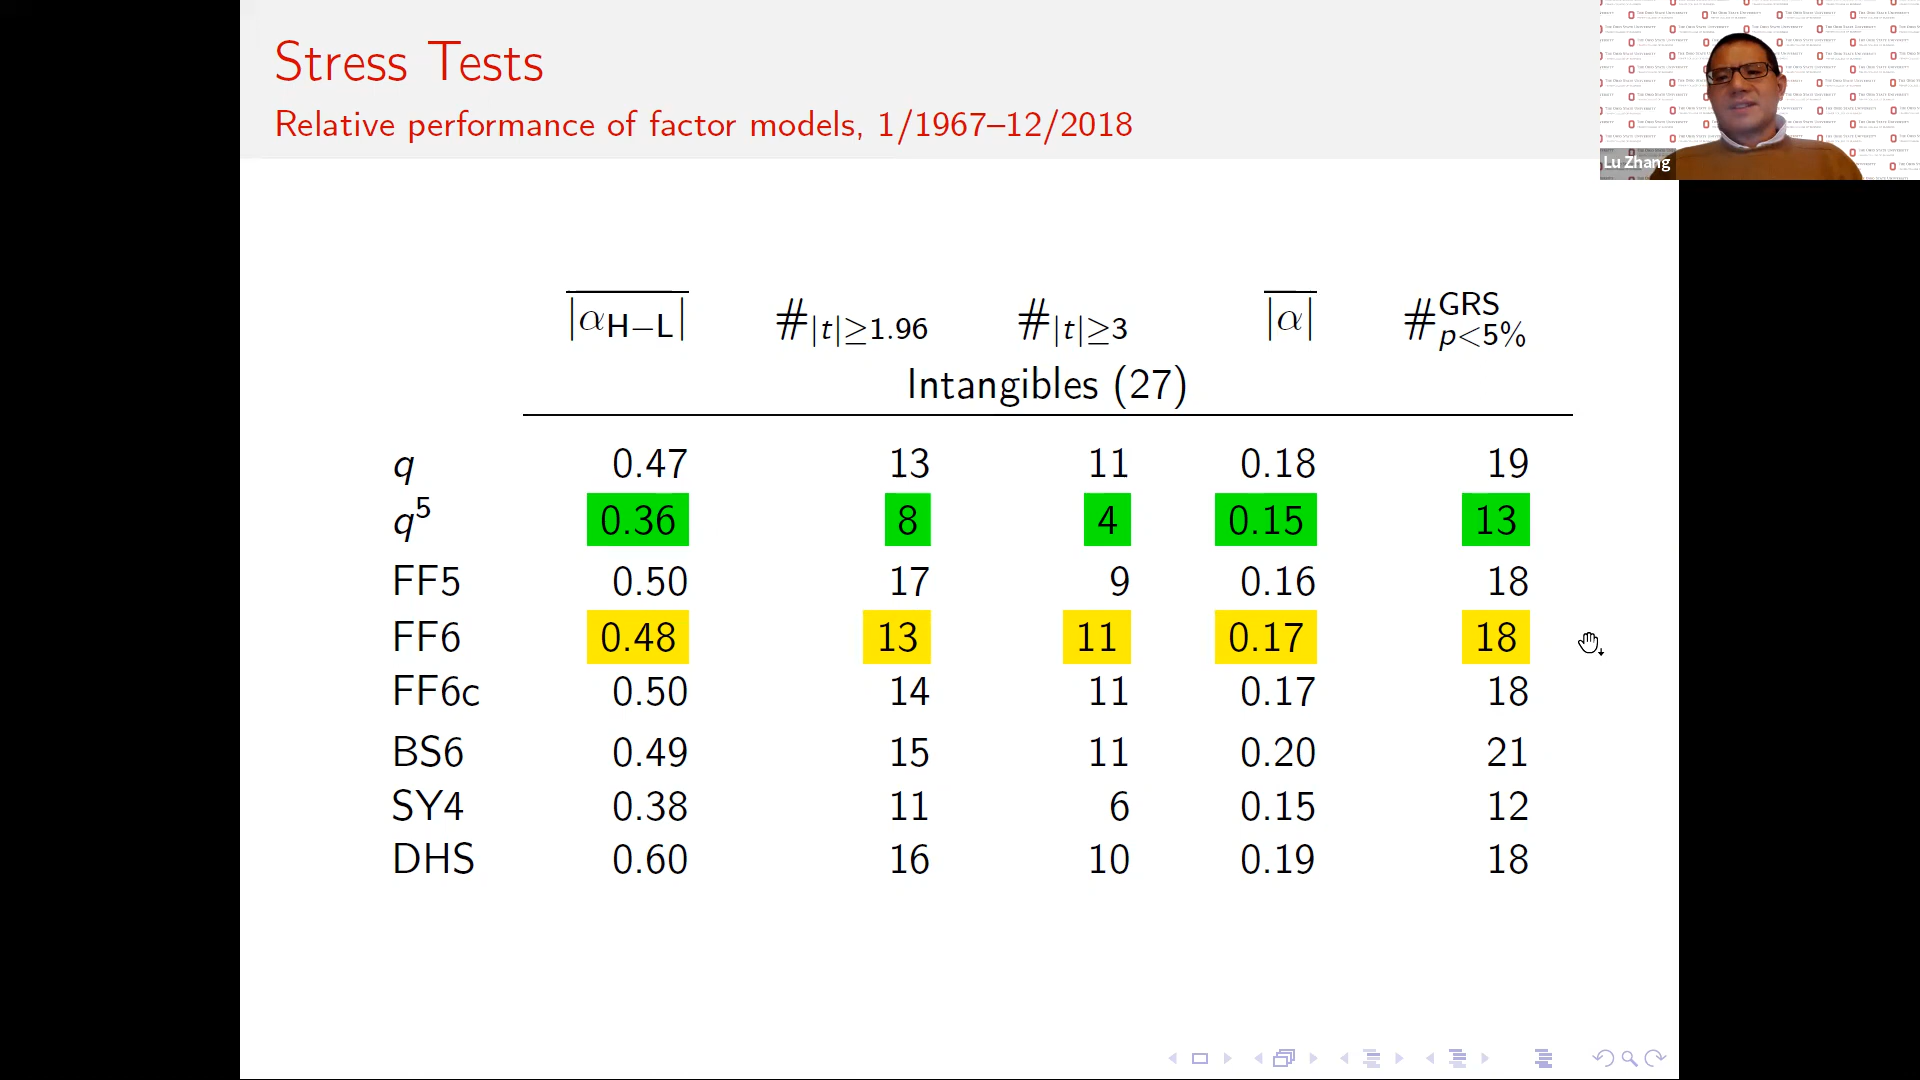 Stress Tests
Relative performance of factor models, 1/1967–12/2018
Lu Zhang
|α_H−L| #|t|≥1.96 #|t|≥3 |α| #GRS p<5%
Intangibles (27)
q 0.47 13 11 0.18 19
q⁵ 0.36 8 4 0.15 13
FF5 0.50 17 9 0.16 18
FF6 0.48 13 11 0.17 18
FF6c 0.50 14 11 0.17 18
BS6 0.49 15 11 0.20 21
SY4 0.38 11 6 0.15 12
DHS 0.60 16 10 0.19 18